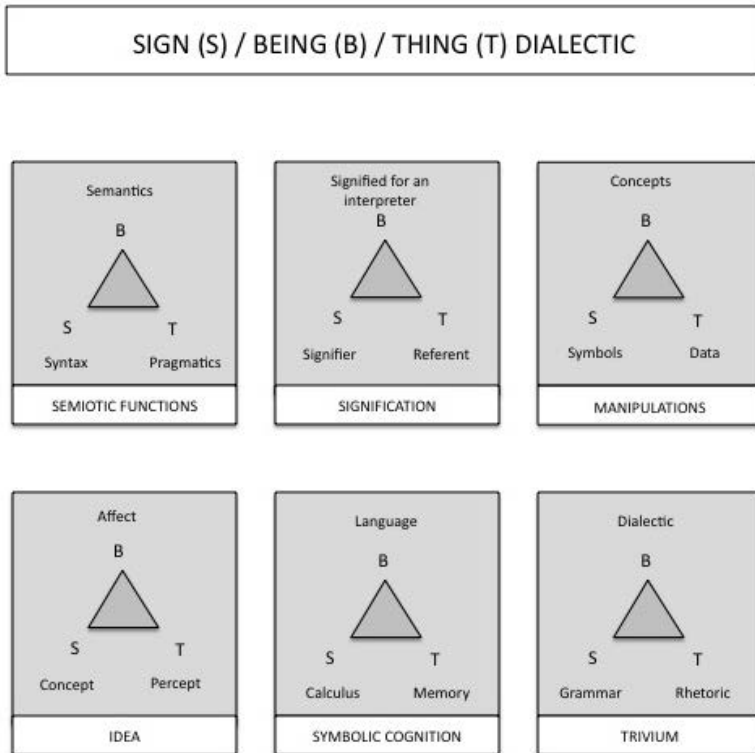 SIGN (S) / BEING (B) / THING (T) DIALECTIC
Semantics
B
S T
Syntax Pragmatics
SEMIOTIC FUNCTIONS
Signified for an
interpreter
B
S T
Signifier Referent
SIGNIFICATION
Concepts
B
S T
Symbols Data
MANIPULATIONS
Affect
B
S T
Concept Percept
IDEA
Language
B
S T
Calculus Memory
SYMBOLIC COGNITION
Dialectic
B
S T
Grammar Rhetoric
TRIVIUM